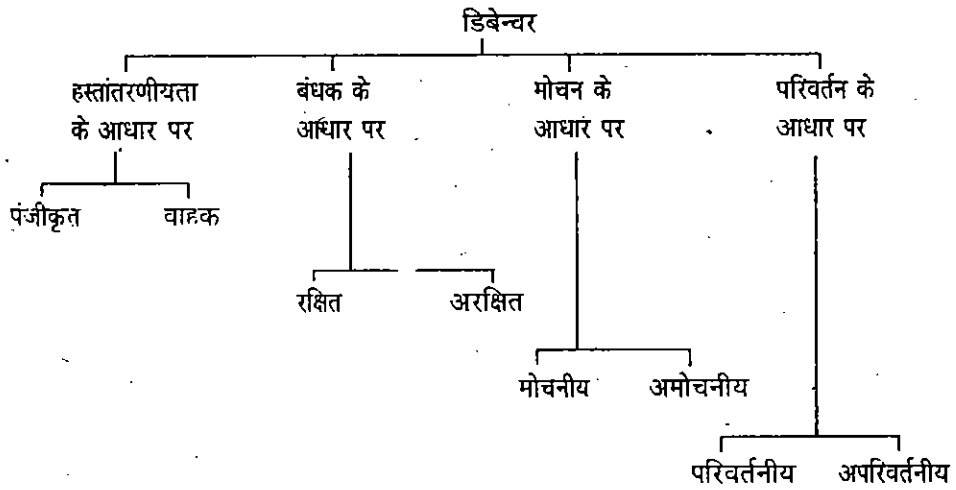 डिबेन्चर
हस्तांतरणीयता
के आधार पर
बंधक के
आधार पर
मोचन के
आधार पर
परिवर्तन के
आधार पर
पंजीकृत
वाहक
रक्षित
अरक्षित
मोचनीय
अमोचनीय
परिवर्तनीय
अपरिवर्तनीय